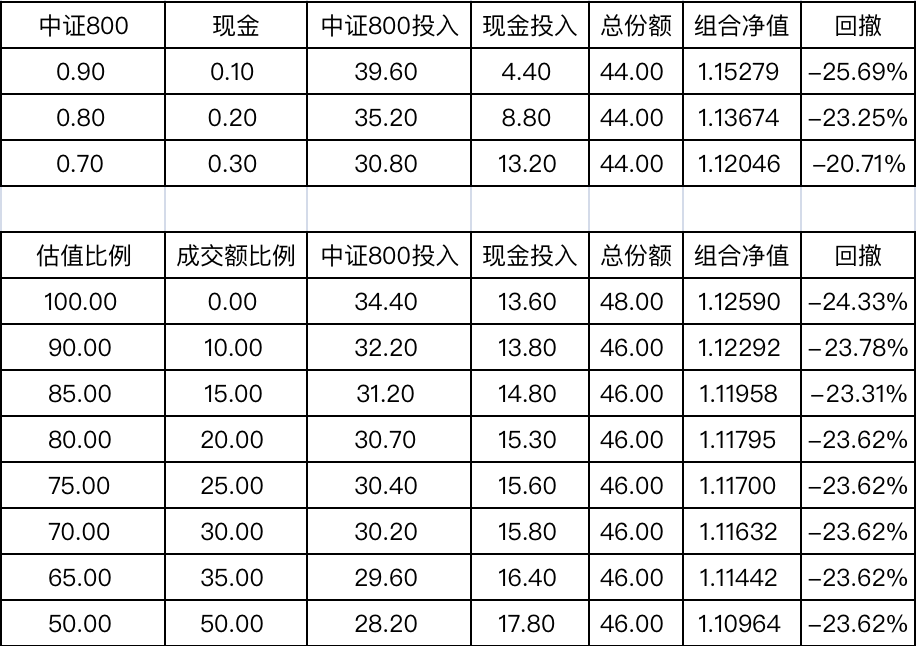 中证800 现金 中证800投入 现金投入 总份额 组合净值 回撤
0.90 0.10 39.60 4.40 44.00 1.15279 −25.69%
0.80 0.20 35.20 8.80 44.00 1.13674 −23.25%
0.70 0.30 30.80 13.20 44.00 1.12046 −20.71%
估值比例 成交额比例 中证800投入 现金投入 总份额 组合净值 回撤
100.00 0.00 34.40 13.60 48.00 1.12590 −24.33%
90.00 10.00 32.20 13.80 46.00 1.12292 −23.78%
85.00 15.00 31.20 14.80 46.00 1.11958 −23.31%
80.00 20.00 30.70 15.30 46.00 1.11795 −23.62%
75.00 25.00 30.40 15.60 46.00 1.11700 −23.62%
70.00 30.00 30.20 15.80 46.00 1.11632 −23.62%
65.00 35.00 29.60 16.40 46.00 1.11442 −23.62%
50.00 50.00 28.20 17.80 46.00 1.10964 −23.62%